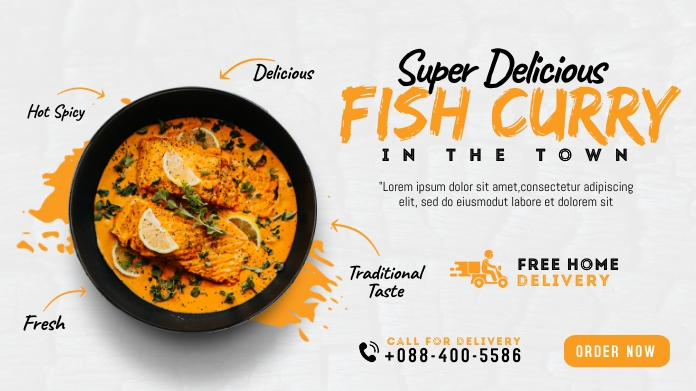 Delicious
Hot Spicy
Fresh
Traditional
Taste
Super Delicious
FISH CURRY
IN THE TOWN
"Lorem ipsum dolor sit amet,consectetur adipiscing
elit, sed do eiusmodut labore et dolorem sit
FREE HOME
DELIVERY
CALL FOR DELIVERY
+088-400-5586
ORDER NOW